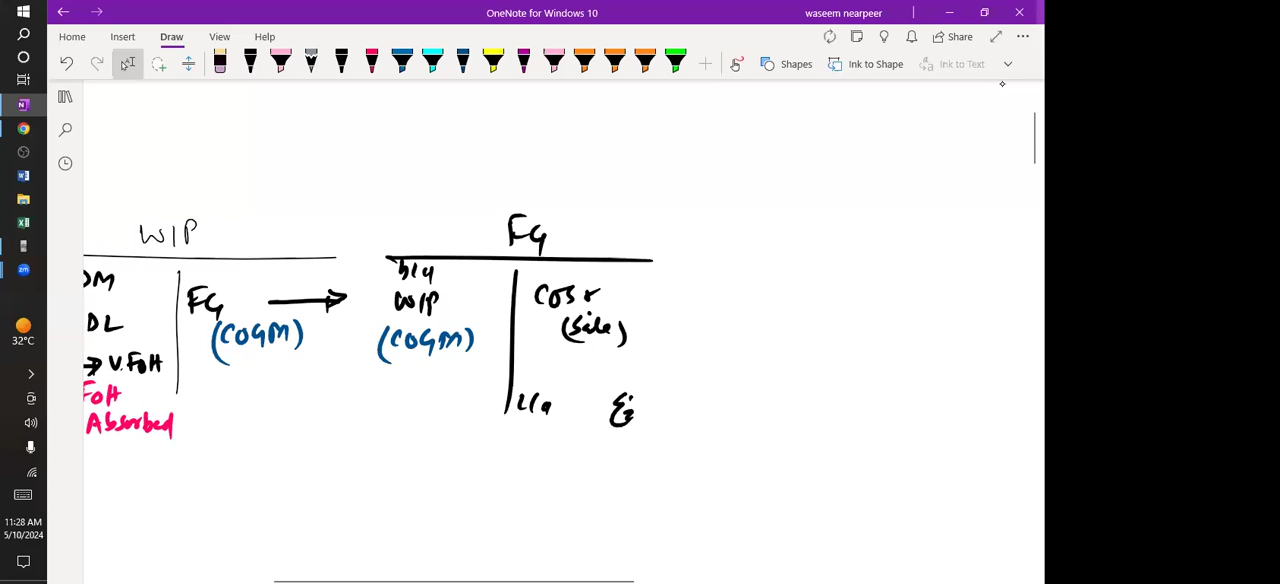 OneNote for Windows 10
waseem nearpeer
Home Insert Draw View Help
Share
Shapes
Ink to Shape
Ink to Text
32°C
11:28 AM
5/10/2024
WIP
DM
DL
→ V.FOH
FOH
Absorbed
FG →
(COGM)
FG
WIP
(COGM)
COS
(Sale)